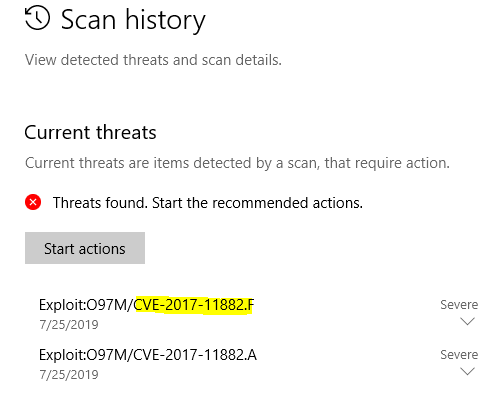 Scan history
View detected threats and scan details.
Current threats
Current threats are items detected by a scan, that require action.
Threats found. Start the recommended actions.
Start actions
Exploit:O97M/CVE-2017-11882.F
Severe
7/25/2019
Exploit:O97M/CVE-2017-11882.A
Severe
7/25/2019